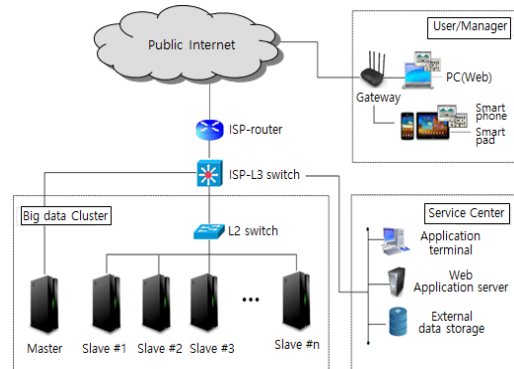 Public Internet
User/Manager
PC(Web)
Gateway
Smart
phone
Smart
pad
ISP-router
ISP-L3 switch
Big data Cluster
L2 switch
Service Center
Application
terminal
Web
Application server
External
data storage
Master
Slave #1
Slave #2
Slave #3
...
Slave #n